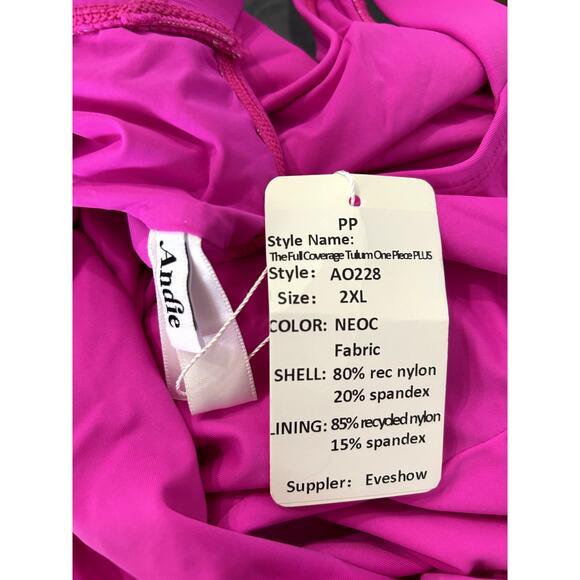 Andie
PP
Style Name:
The Full Coverage Tulum One Piece PLUS
Style: AO228
Size: 2XL
COLOR: NEOC
Fabric
SHELL: 80% rec nylon
20% spandex
LINING: 85% recycled nylon
15% spandex
Suppler: Eveshow